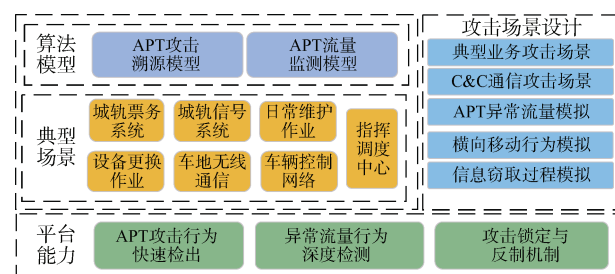 算法
模型
APT攻击
溯源模型
APT流量
监测模型
典型
场景
城轨票务
系统
城轨信号
系统
日常维护
作业
设备更换
作业
车地无线
通信
车辆控制
网络
指挥
调度
中心
攻击场景设计
典型业务攻击场景
C&C通信攻击场景
APT异常流量模拟
横向移动行为模拟
信息窃取过程模拟
平台
能力
APT攻击行为
快速检出
异常流量行为
深度检测
攻击锁定与
反制机制